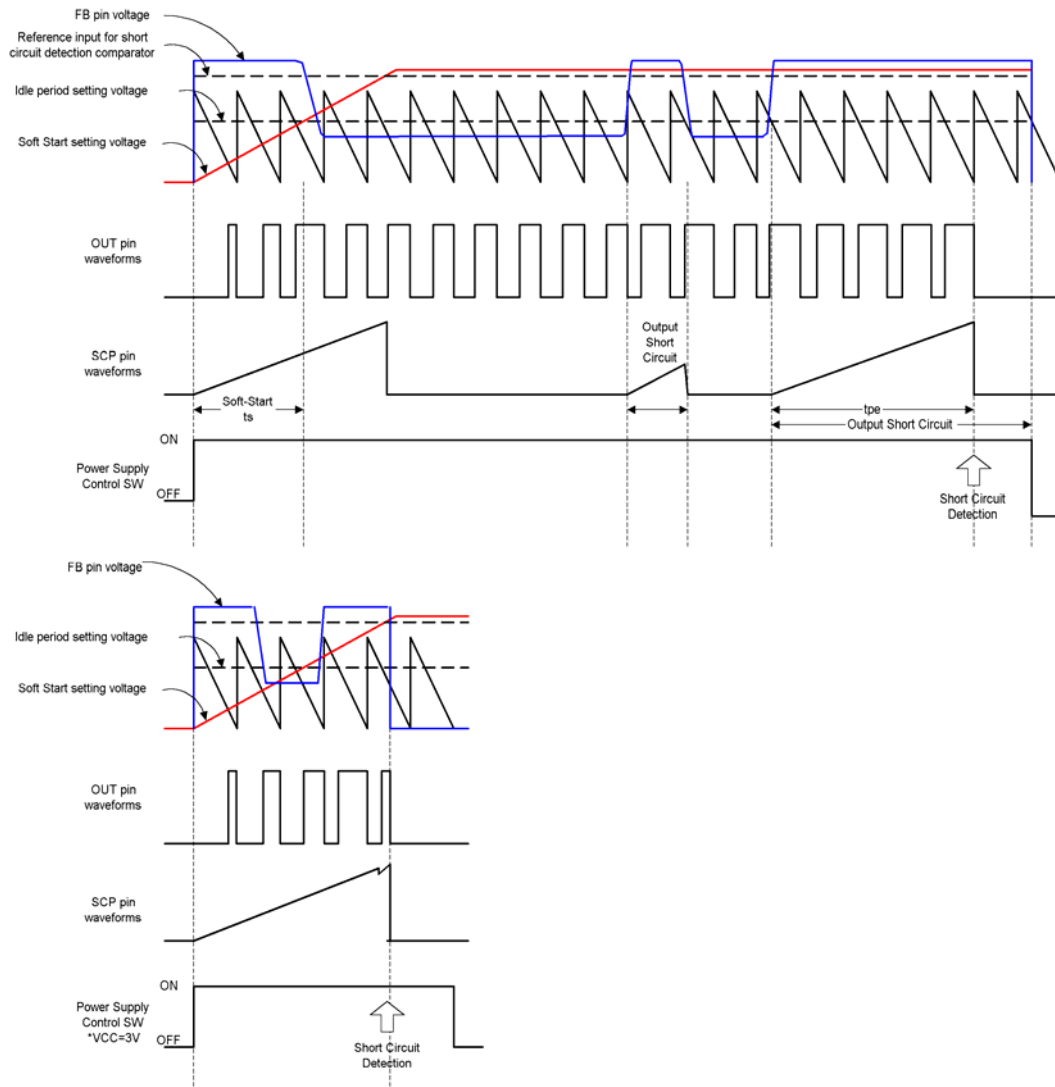 FB pin voltage
Reference input for short
circuit detection comparator
Idle period setting voltage
Soft Start setting voltage
OUT pin
waveforms
SCP pin
waveforms
Output
Short
Circuit
Soft-Start
ts
tpe
Output Short Circuit
ON
Power Supply
Control SW
OFF
Short Circuit
Detection
FB pin voltage
Idle period setting voltage
Soft Start setting voltage
OUT pin
waveforms
SCP pin
waveforms
ON
Power Supply
Control SW
*VCC=3V
OFF
Short Circuit
Detection